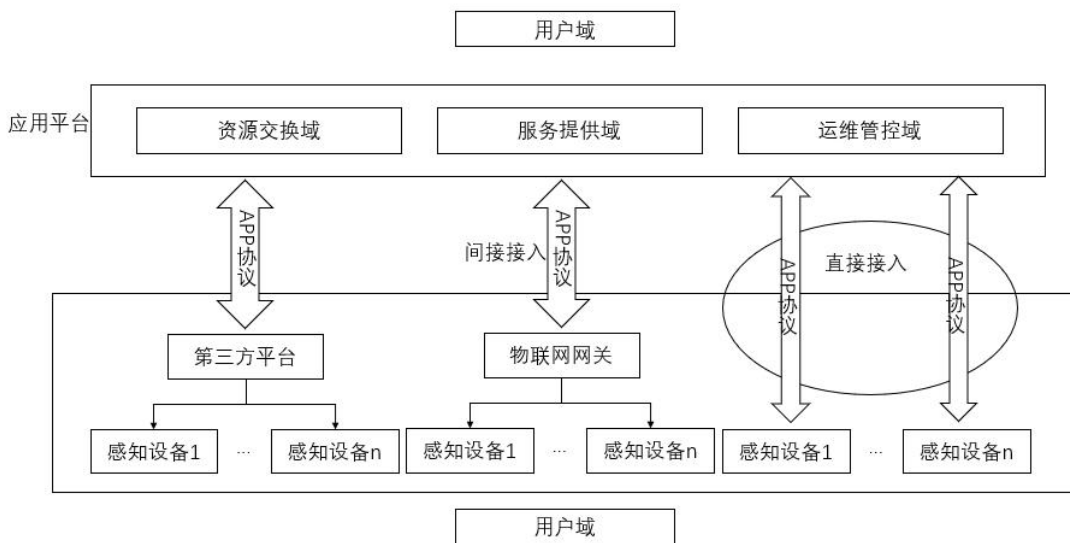 用户域
应用平台
资源交换域
服务提供域
运维管控域
APP协议
间接接入
APP协议
APP协议
直接接入
APP协议
第三方平台
物联网网关
感知设备1
...
感知设备n
感知设备1
...
感知设备n
感知设备1
...
感知设备n
用户域